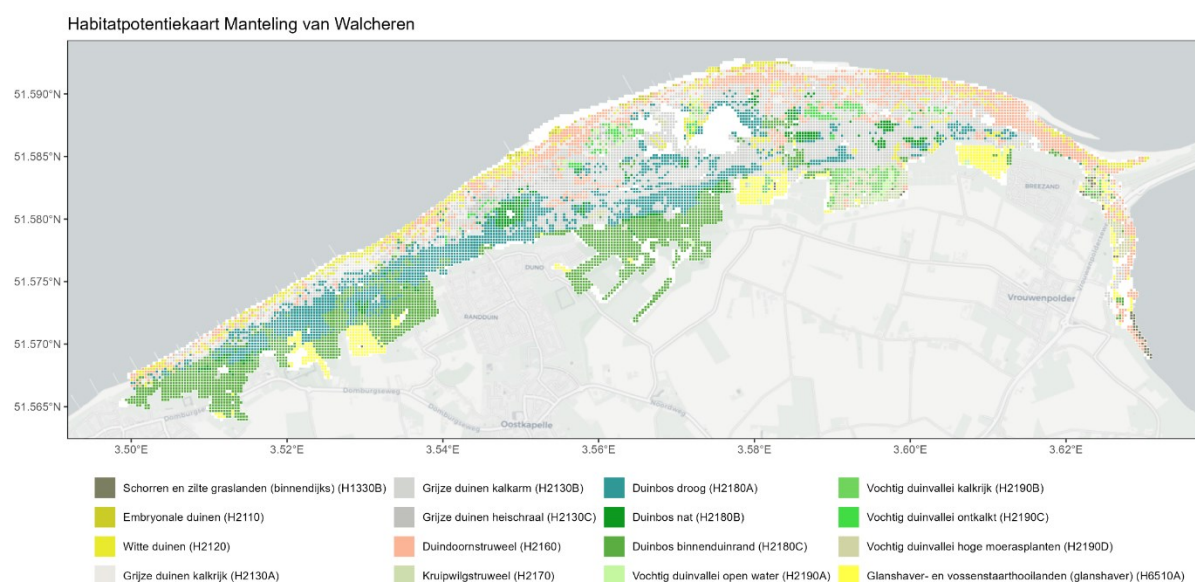 Habitatpotentiekaart Manteling van Walcheren
51.590°N
51.585°N
51.580°N
51.575°N
51.570°N
51.565°N
BREEZAND
DUNO
RANDDUIN
Vrouwenpolder
Domburgseweg
Domburgseweg
Oostkapelle
3.50°E
3.52°E
3.54°E
3.56°E
3.58°E
3.60°E
3.62°E
Schorren en zilte graslanden (binnendijks) (H1330B)
Embryonale duinen (H2110)
Witte duinen (H2120)
Grijze duinen kalkrijk (H2130A)
Grijze duinen kalkarm (H2130B)
Grijze duinen heischraal (H2130C)
Duindoornstruweel (H2160)
Kruipwilgstruweel (H2170)
Duinbos droog (H2180A)
Duinbos nat (H2180B)
Duinbos binnenduinrand (H2180C)
Vochtig duinvallei open water (H2190A)
Vochtig duinvallei kalkrijk (H2190B)
Vochtig duinvallei ontkalkt (H2190C)
Vochtig duinvallei hoge moerasplanten (H2190D)
Glanshaver- en vossenstaarthooilanden (glanshaver) (H6510A)